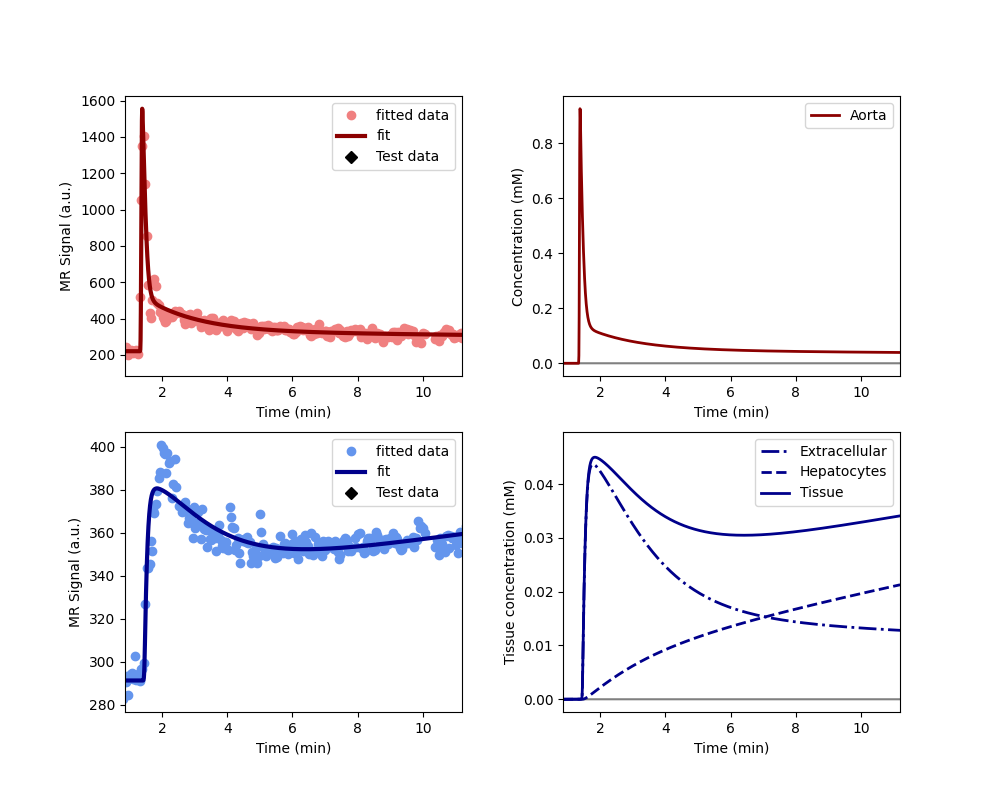 1600
1400
1200
1000
800
600
400
200
MR Signal (a.u.)
2 4 6 8 10
Time (min)
fitted data
fit
Test data
0.8
0.6
0.4
0.2
0.0
Concentration (mM)
2 4 6 8 10
Time (min)
Aorta
400
380
360
340
320
300
280
MR Signal (a.u.)
2 4 6 8 10
Time (min)
fitted data
fit
Test data
0.04
0.03
0.02
0.01
0.00
Tissue concentration (mM)
2 4 6 8 10
Time (min)
Extracellular
Hepatocytes
Tissue